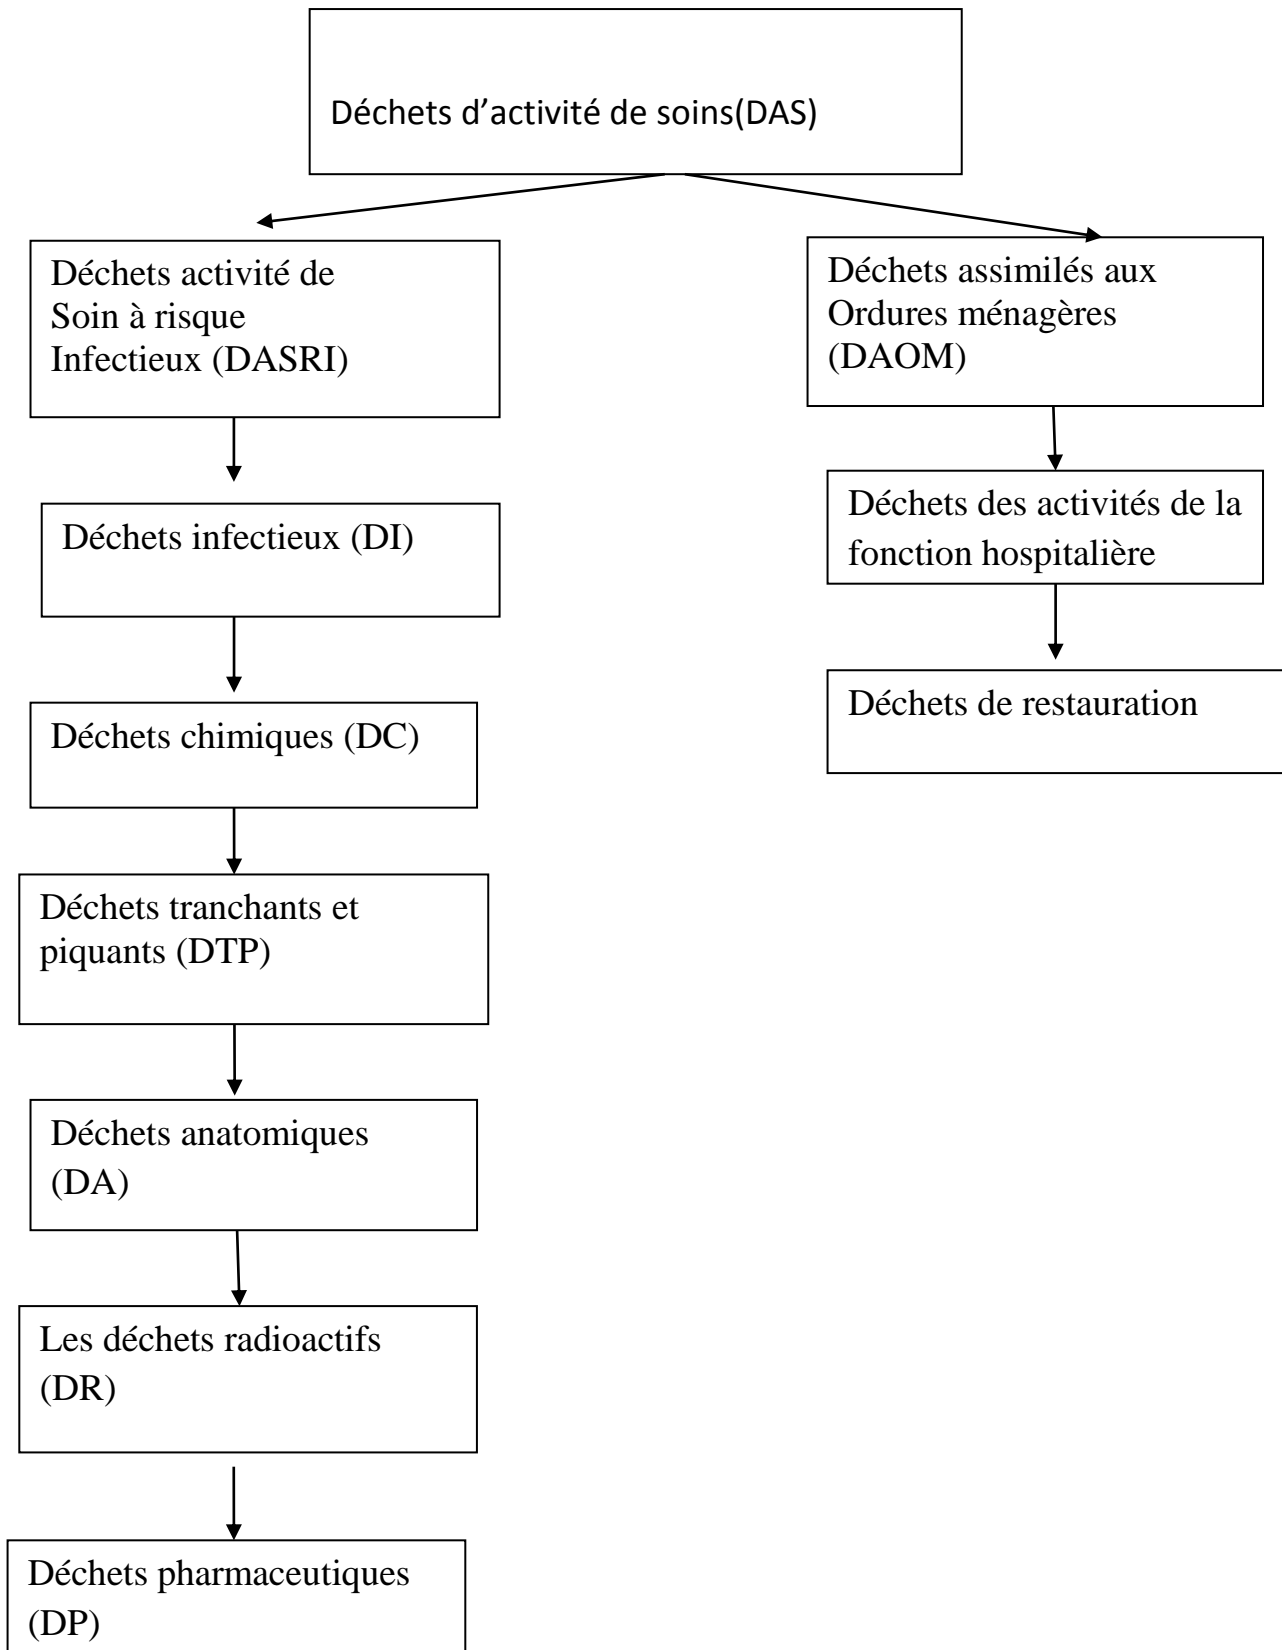 Déchets d’activité de soins(DAS)
Déchets activité de
Soin à risque
Infectieux (DASRI)
Déchets assimilés aux
Ordures ménagères
(DAOM)
Déchets infectieux (DI)
Déchets des activités de la
fonction hospitalière
Déchets chimiques (DC)
Déchets de restauration
Déchets tranchants et
piquants (DTP)
Déchets anatomiques
(DA)
Les déchets radioactifs
(DR)
Déchets pharmaceutiques
(DP)